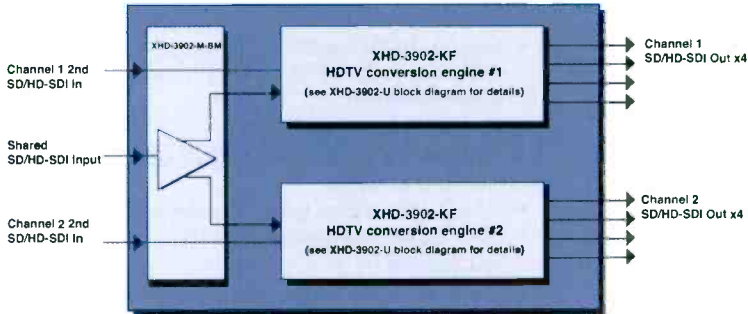 XHD-3902-M-BM
XHD-3902-KF
HDTV conversion engine #1
(see XHD-3902-U block diagram for details)
Channel 1
SD/HD-SDI Out x4
Channel 1 2nd
SD/HD-SDI In
Shared
SD/HD-SDI Input
Channel 2 2nd
SD/HD-SDI In
XHD-3902-KF
HDTV conversion engine #2
(see XHD-3902-U block diagram for details)
Channel 2
SD/HD-SDI Out x4